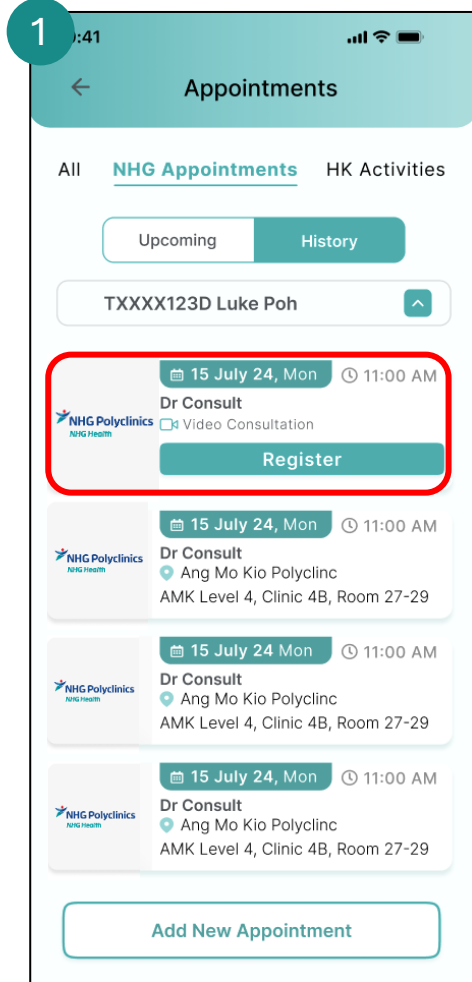 1
:41
Appointments
All NHG Appointments HK Activities
Upcoming History
TXXXX123D Luke Poh
15 July 24, Mon 11:00 AM
Dr Consult
NHG Polyclinics
NHG Health
Video Consultation
Register
15 July 24, Mon 11:00 AM
Dr Consult
NHG Polyclinics
NHG Health
Ang Mo Kio Polyclinc
AMK Level 4, Clinic 4B, Room 27-29
15 July 24 Mon 11:00 AM
Dr Consult
NHG Polyclinics
NHG Health
Ang Mo Kio Polyclinc
AMK Level 4, Clinic 4B, Room 27-29
15 July 24, Mon 11:00 AM
Dr Consult
NHG Polyclinics
NHG Health
Ang Mo Kio Polyclinc
AMK Level 4, Clinic 4B, Room 27-29
Add New Appointment